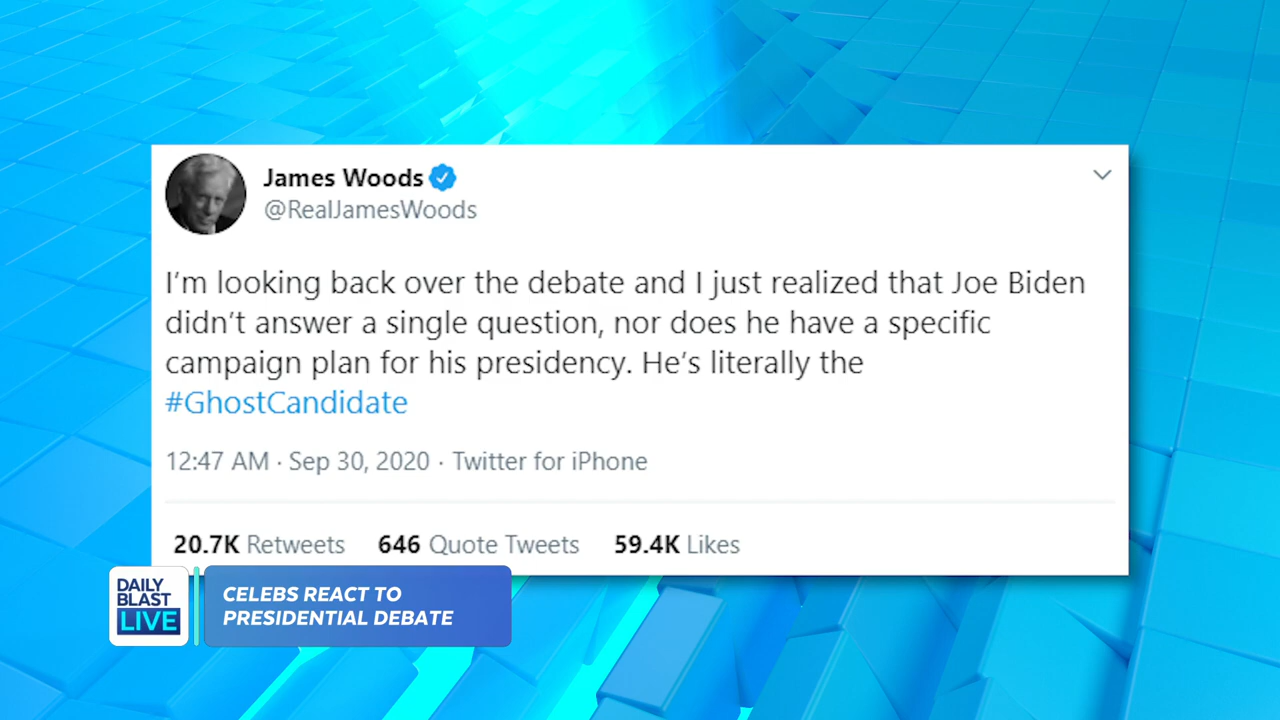 James Woods
@RealJamesWoods
I'm looking back over the debate and I just realized that Joe Biden
didn't answer a single question, nor does he have a specific
campaign plan for his presidency. He's literally the
#GhostCandidate
12:47 AM · Sep 30, 2020 · Twitter for iPhone
20.7K Retweets 646 Quote Tweets 59.4K Likes
DAILY
BLAST
LIVE
CELEBS REACT TO
PRESIDENTIAL DEBATE